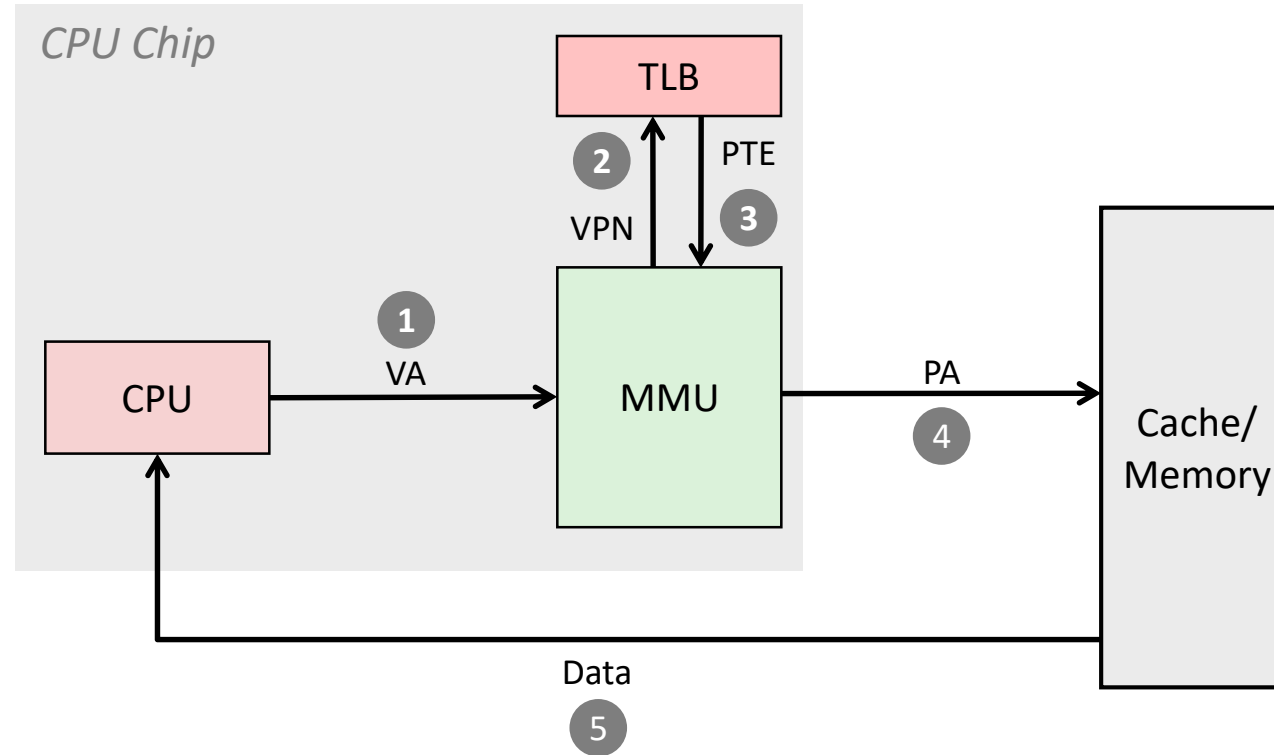 CPU Chip
TLB
2
PTE
VPN
3
1
VA
CPU
MMU
PA
4
Cache/
Memory
Data
5